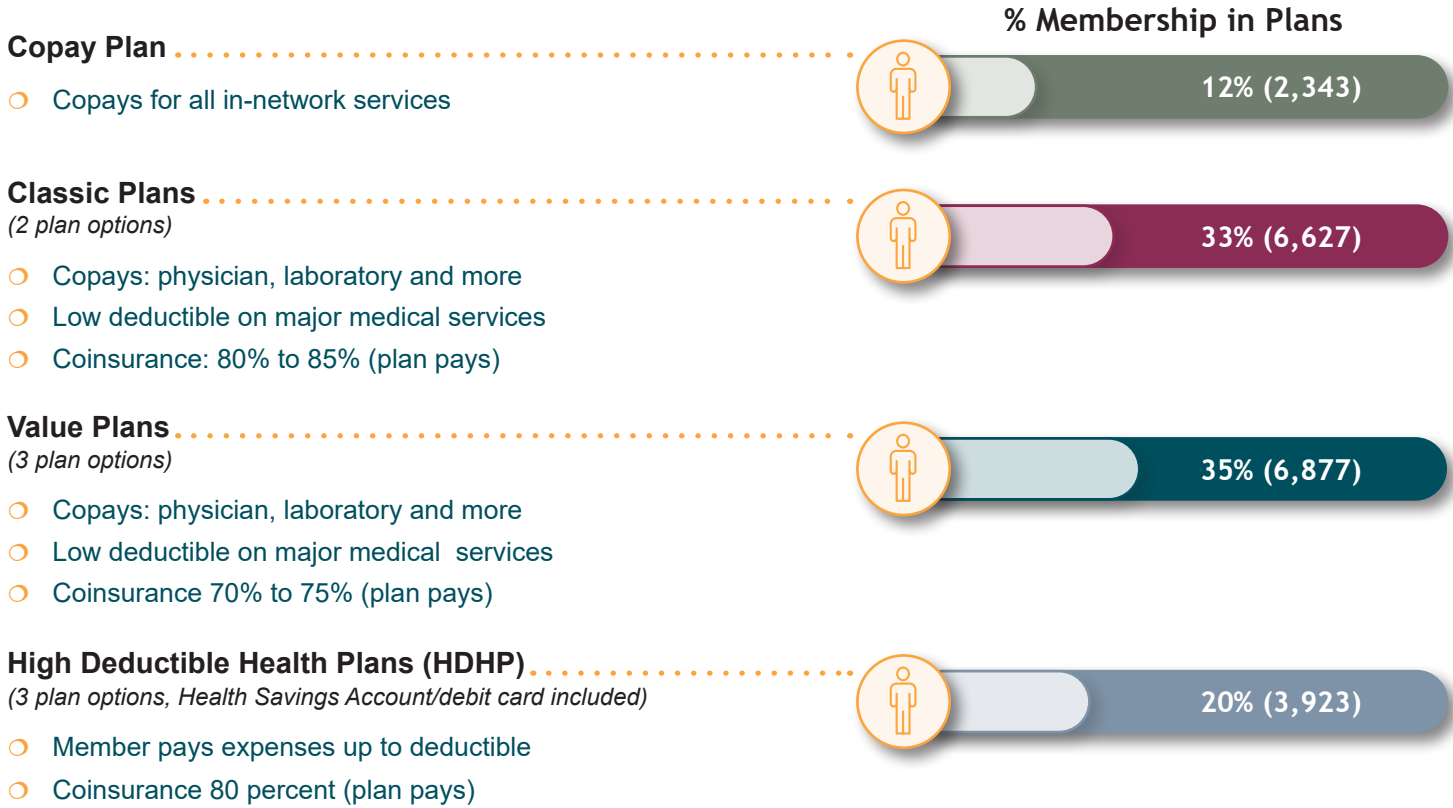 % Membership in Plans
Copay Plan
Copays for all in-network services
12% (2,343)
Classic Plans
(2 plan options)
Copays: physician, laboratory and more
Low deductible on major medical services
Coinsurance: 80% to 85% (plan pays)
33% (6,627)
Value Plans
(3 plan options)
Copays: physician, laboratory and more
Low deductible on major medical services
Coinsurance 70% to 75% (plan pays)
35% (6,877)
High Deductible Health Plans (HDHP)
(3 plan options, Health Savings Account/debit card included)
Member pays expenses up to deductible
Coinsurance 80 percent (plan pays)
20% (3,923)